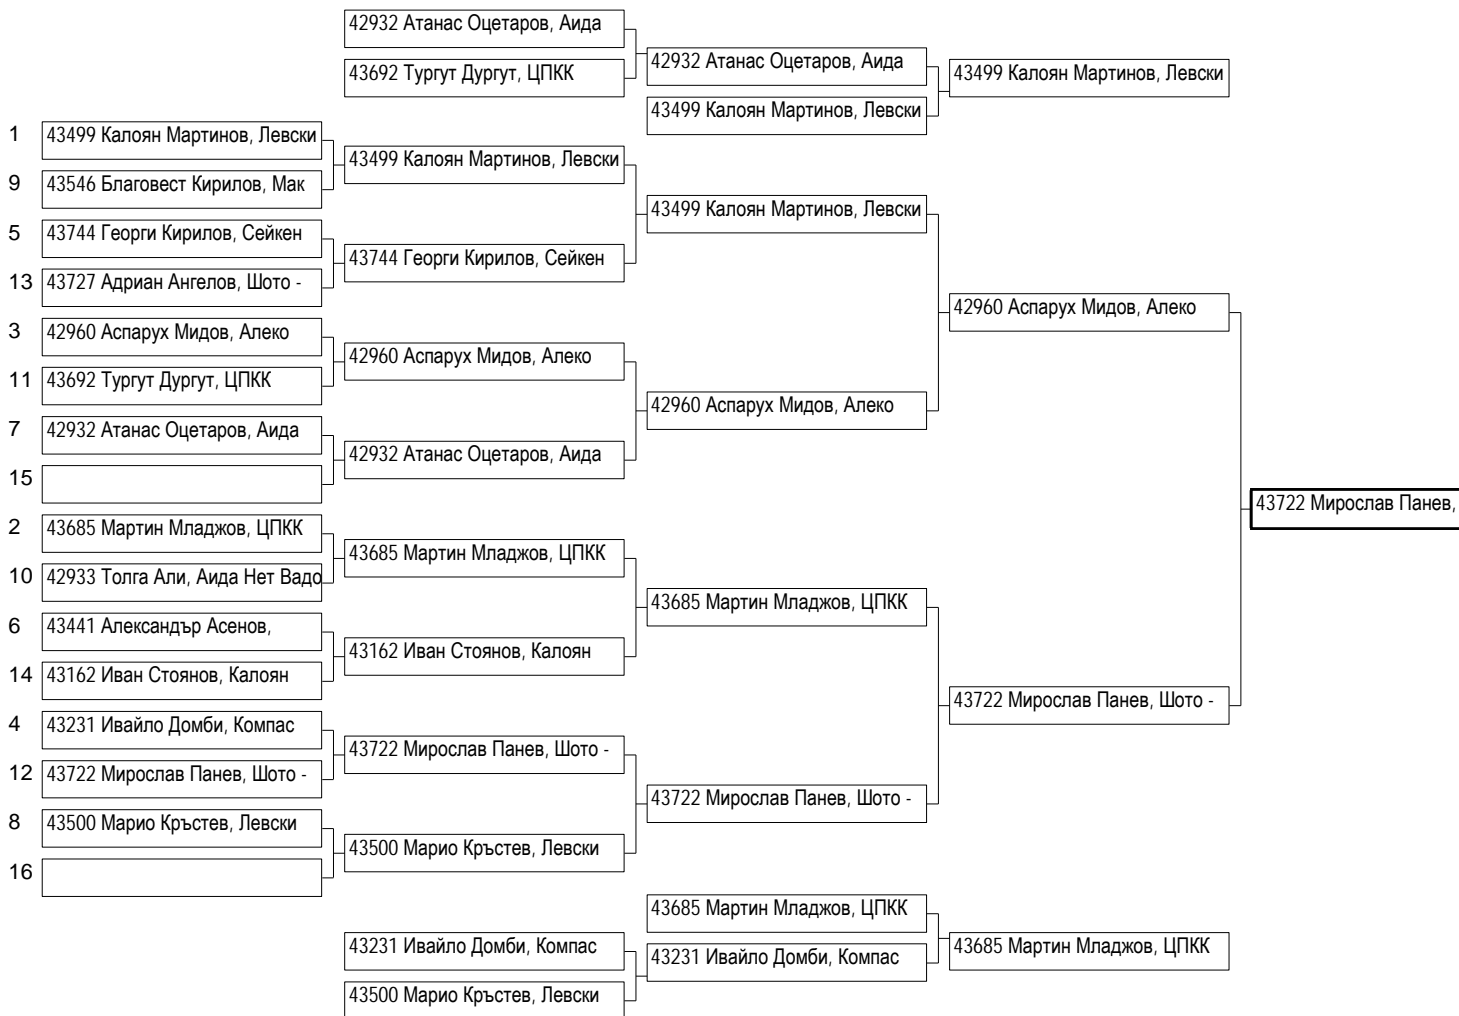 42932 Атанас Оцетаров, Аида
43692 Тургут Дургут, ЦПКК
42932 Атанас Оцетаров, Аида
43499 Калоян Мартинов, Левски
43499 Калоян Мартинов, Левски
1 43499 Калоян Мартинов, Левски
9 43546 Благовест Кирилов, Мак
5 43744 Георги Кирилов, Сейкен
13 43727 Адриан Ангелов, Шото -
3 42960 Аспарух Мидов, Алеко
11 43692 Тургут Дургут, ЦПКК
7 42932 Атанас Оцетаров, Аида
15
2 43685 Мартин Младжов, ЦПКК
10 42933 Толга Али, Аида Нет Вадо
6 43441 Александър Асенов,
14 43162 Иван Стоянов, Калоян
4 43231 Ивайло Домби, Компас
12 43722 Мирослав Панев, Шото -
8 43500 Марио Кръстев, Левски
16
43499 Калоян Мартинов, Левски
43744 Георги Кирилов, Сейкен
42960 Аспарух Мидов, Алеко
42932 Атанас Оцетаров, Аида
43685 Мартин Младжов, ЦПКК
43162 Иван Стоянов, Калоян
43722 Мирослав Панев, Шото -
43500 Марио Кръстев, Левски
43499 Калоян Мартинов, Левски
42960 Аспарух Мидов, Алеко
43685 Мартин Младжов, ЦПКК
43722 Мирослав Панев, Шото -
42960 Аспарух Мидов, Алеко
43722 Мирослав Панев, Шото -
43722 Мирослав Панев,
43231 Ивайло Домби, Компас
43500 Марио Кръстев, Левски
43685 Мартин Младжов, ЦПКК
43231 Ивайло Домби, Компас
43685 Мартин Младжов, ЦПКК